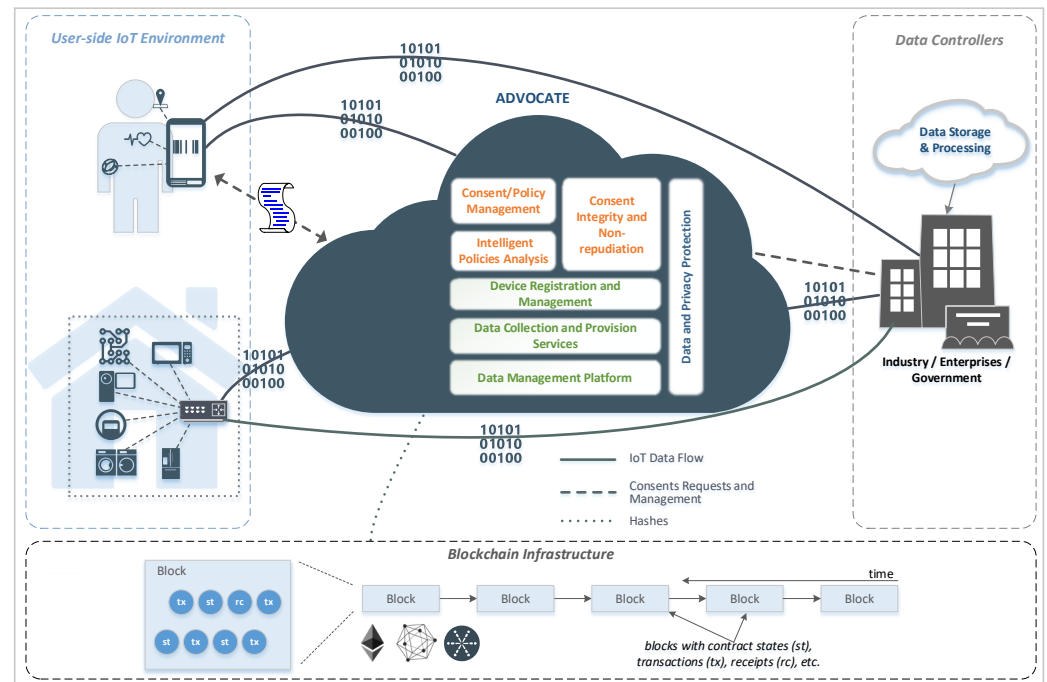 User-side IoT Environment
Data Controllers
10101
01010
00100
10101
01010
00100
ADVOCATE
Data Storage
& Processing
Consent/Policy
Management
Consent
Integrity and
Non-
repudiation
Intelligent
Policies Analysis
Data and Privacy Protection
Device Registration and
Management
Data Collection and Provision
Services
Data Management Platform
10101
01010
00100
Industry / Enterprises /
Government
10101
01010
00100
10101
01010
00100
IoT Data Flow
Consents Requests and
Management
Hashes
Blockchain Infrastructure
Block
tx st rc tx
st tx st tx
time
Block Block Block Block Block
blocks with contract states (st),
transactions (tx), receipts (rc), etc.